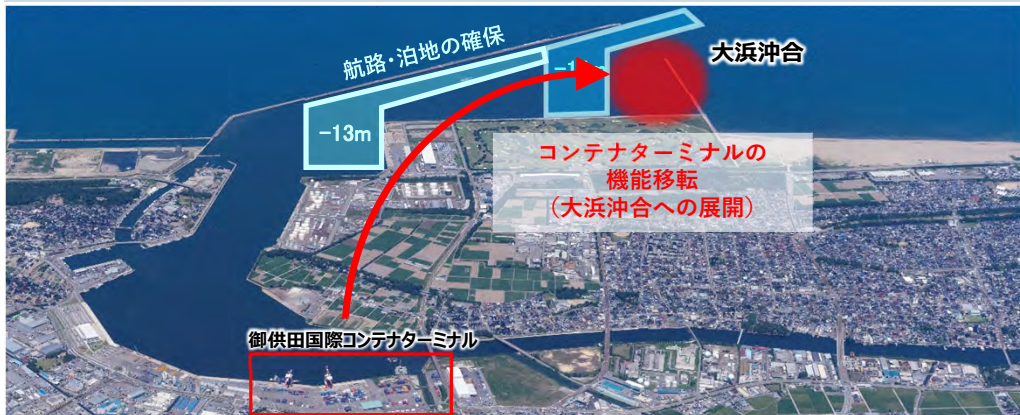 航路・泊地の確保
大浜沖合
-13m
コンテナターミナルの
機能移転
（大浜沖合への展開）
御供田国際コンテナターミナル